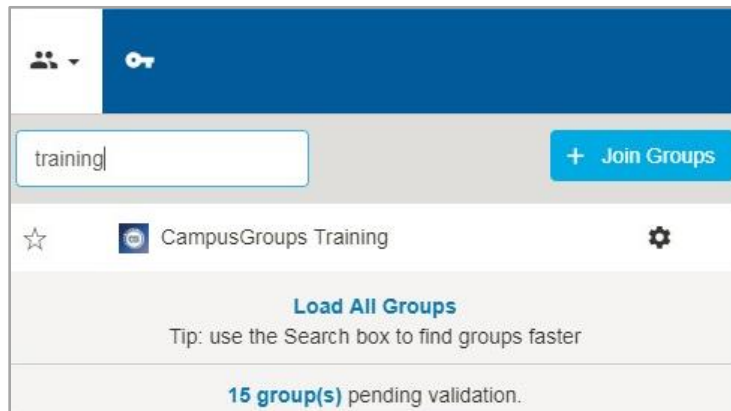 training
+ Join Groups
CampusGroups Training
Load All Groups
Tip: use the Search box to find groups faster
15 group(s) pending validation.